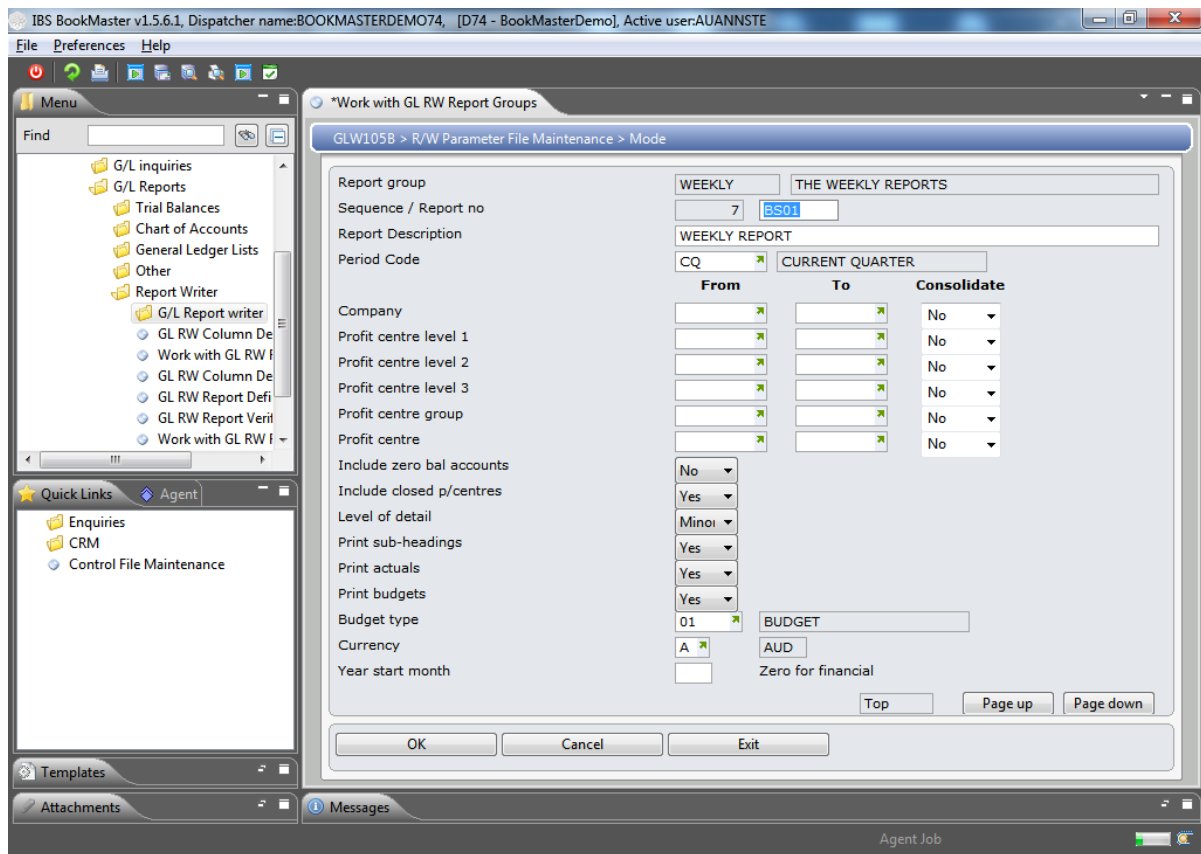 IBS BookMaster v1.5.6.1, Dispatcher name:BOOKMASTERDEMO74, [D74 - BookMasterDemo], Active user:AUANNSTE
File Preferences Help
Menu
Find
G/L inquiries
G/L Reports
Trial Balances
Chart of Accounts
General Ledger Lists
Other
Report Writer
G/L Report writer
GL RW Column De
Work with GL RW F
GL RW Column De
GL RW Report Defi
GL RW Report Verif
Work with GL RW F
Quick Links Agent
Enquiries
CRM
Control File Maintenance
Templates
Attachments
*Work with GL RW Report Groups
GLW105B > R/W Parameter File Maintenance > Mode
Report group WEEKLY THE WEEKLY REPORTS
Sequence / Report no 7 BS01
Report Description WEEKLY REPORT
Period Code CQ CURRENT QUARTER
From To Consolidate
Company No
Profit centre level 1 No
Profit centre level 2 No
Profit centre level 3 No
Profit centre group No
Profit centre No
Include zero bal accounts No
Include closed p/centres Yes
Level of detail Minor
Print sub-headings Yes
Print actuals Yes
Print budgets Yes
Budget type 01 BUDGET
Currency A AUD
Year start month Zero for financial
Top Page up Page down
OK Cancel Exit
Messages
Agent Job